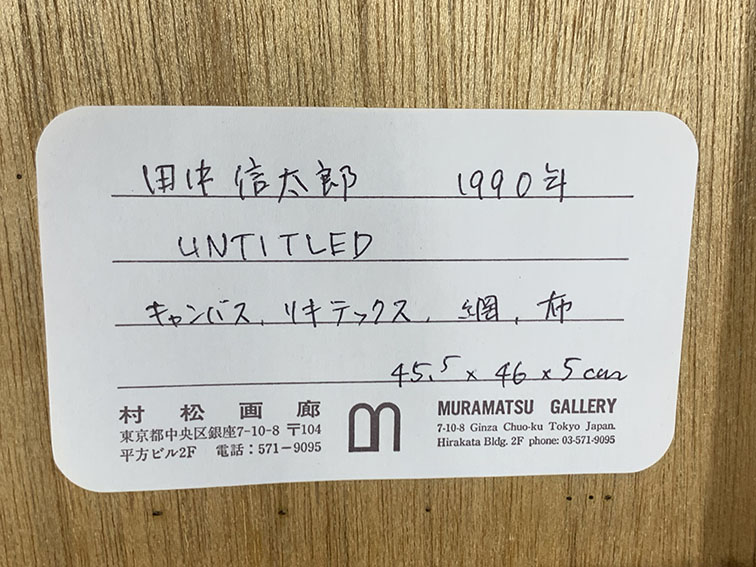 田中信太郎 1990年
UNTITLED
キャンバス, リキテックス, 網, 布
45.5 × 46 × 5 cm
村松画廊
東京都中央区銀座7-10-8 〒104
平方ビル2F 電話:571-9095
MURAMATSU GALLERY
7-10-8 Ginza Chuo-ku Tokyo Japan.
Hirakata Bldg. 2F phone: 03-571-9095